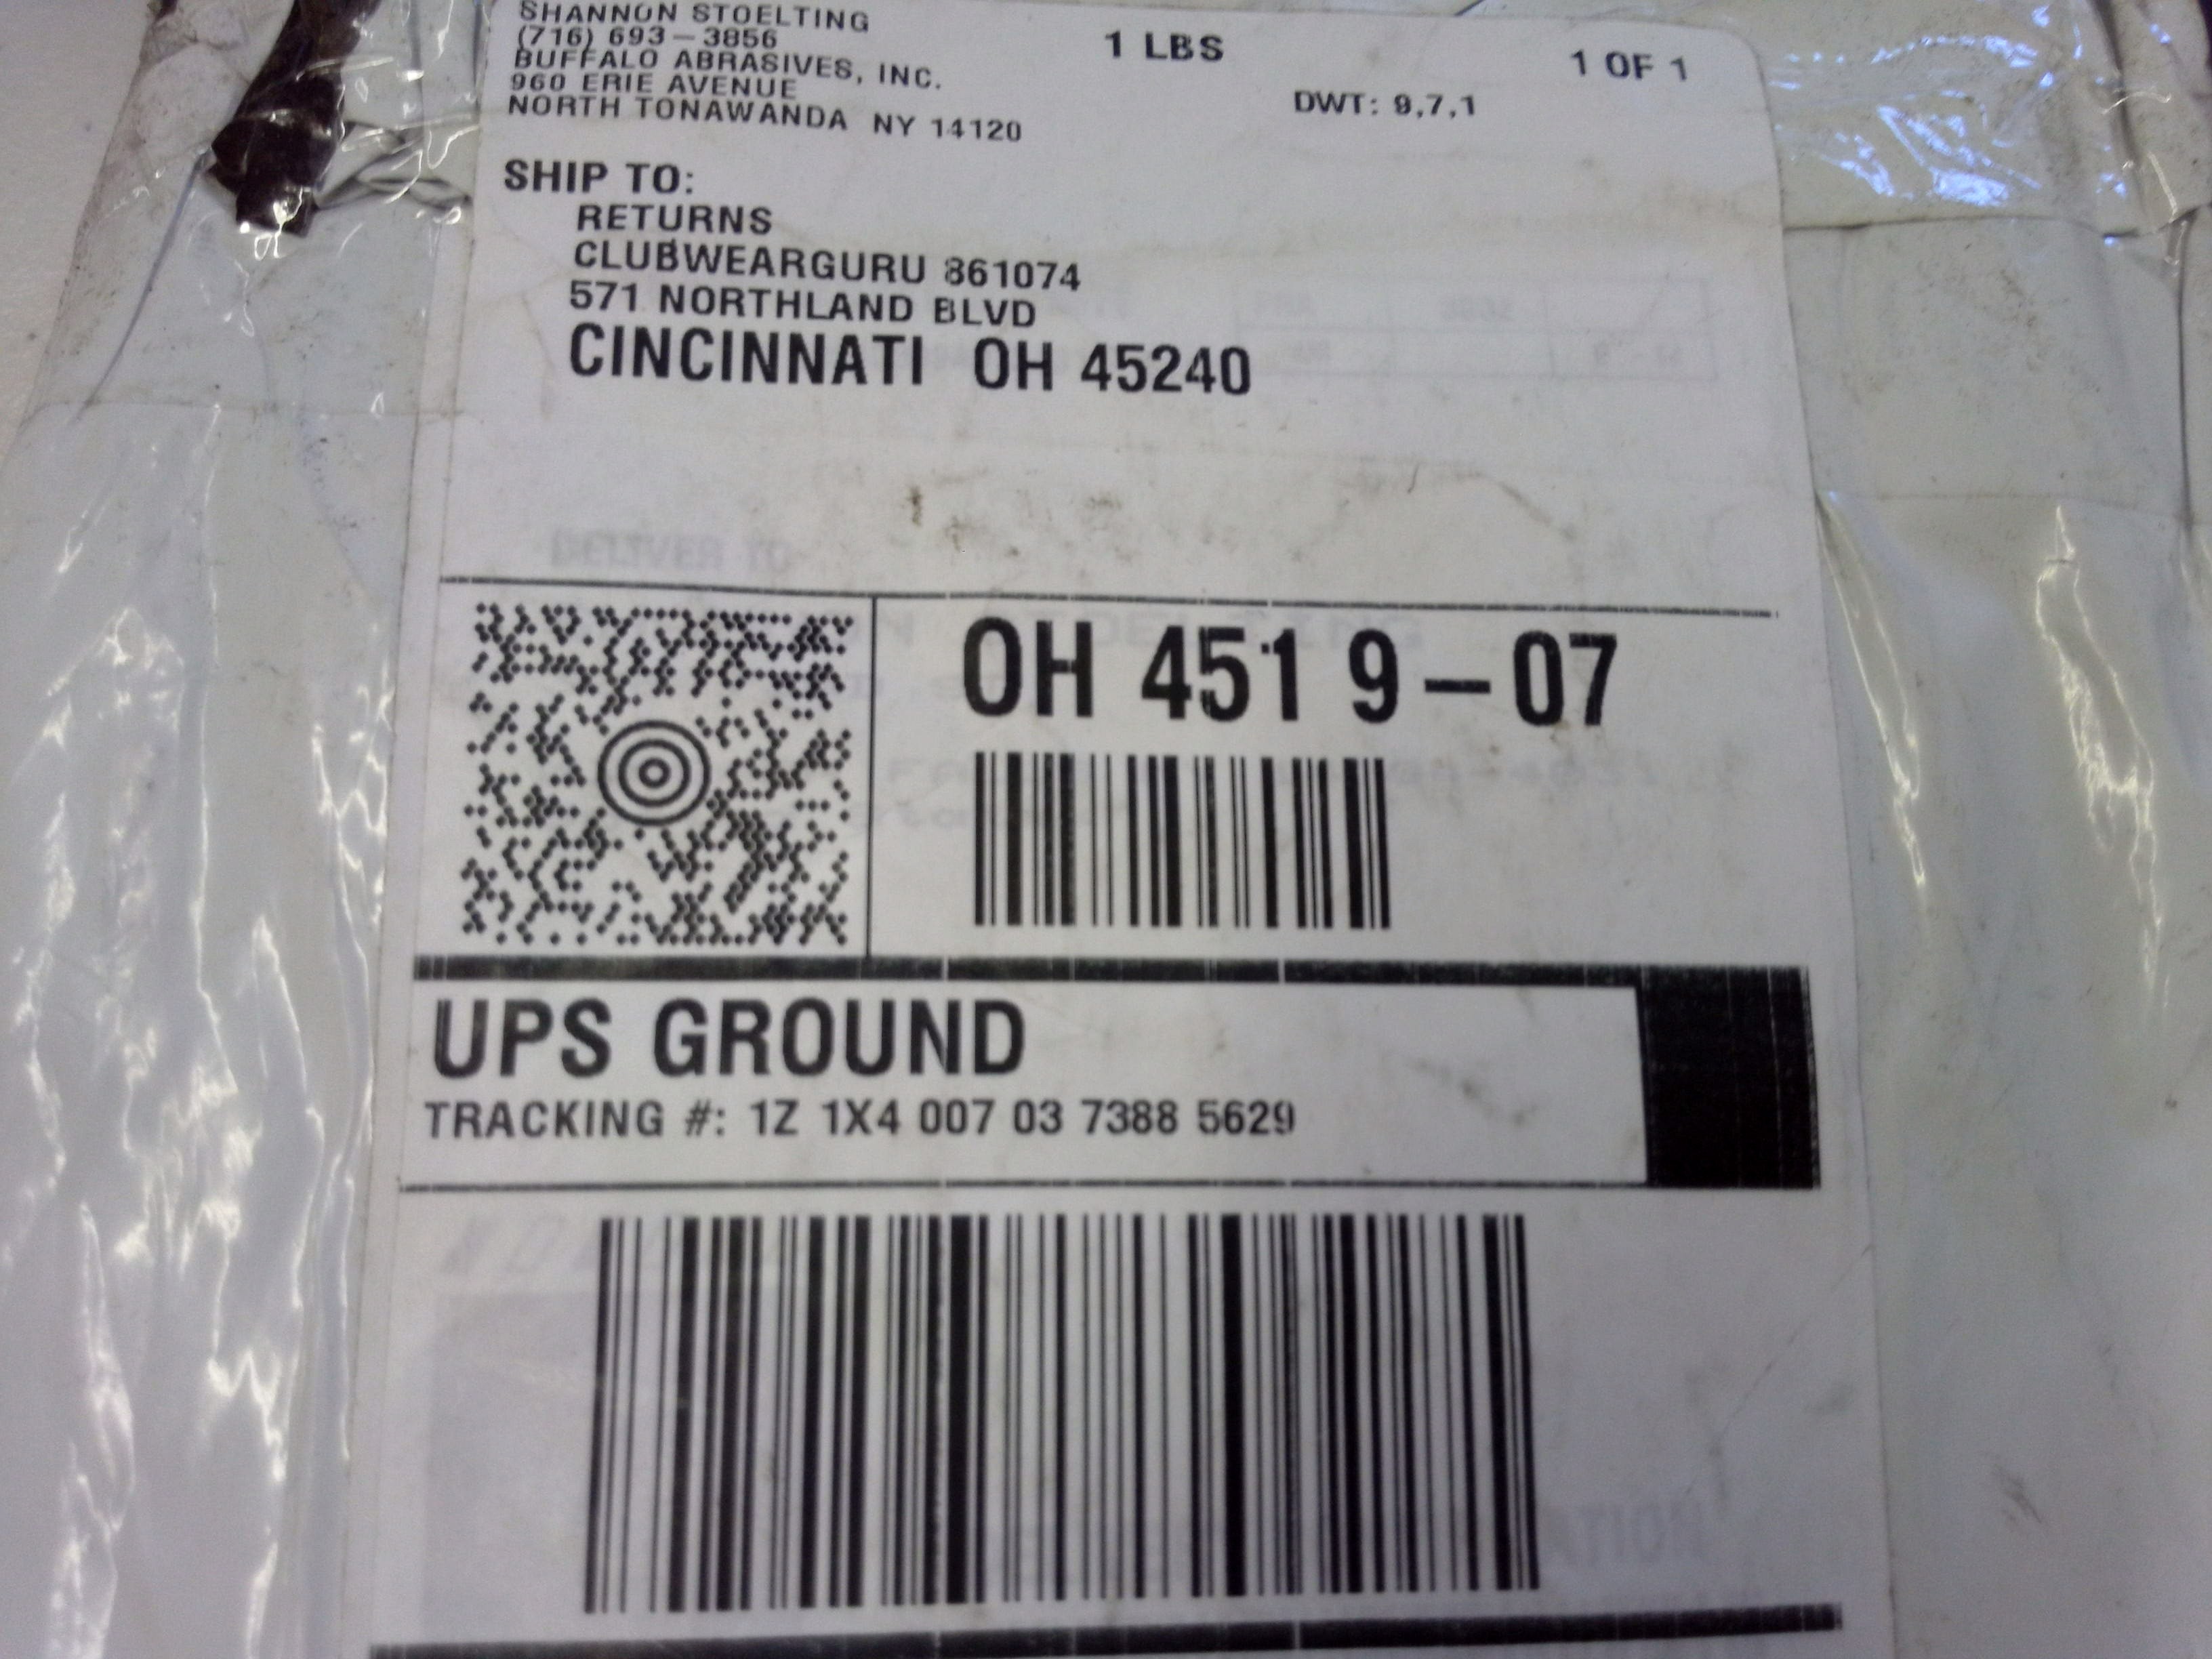 SHANNON STOELTING
(716) 693-3856
BUFFALO ABRASIVES, INC.
960 ERIE AVENUE
NORTH TONAWANDA NY 14120
1 LBS
1 OF 1
DWT: 9,7,1
SHIP TO:
RETURNS
CLUBWEARGURU 861074
571 NORTHLAND BLVD
CINCINNATI OH 45240
DELIVER TO
OH 451 9-07
UPS GROUND
TRACKING #: 1Z 1X4 007 03 7388 5629